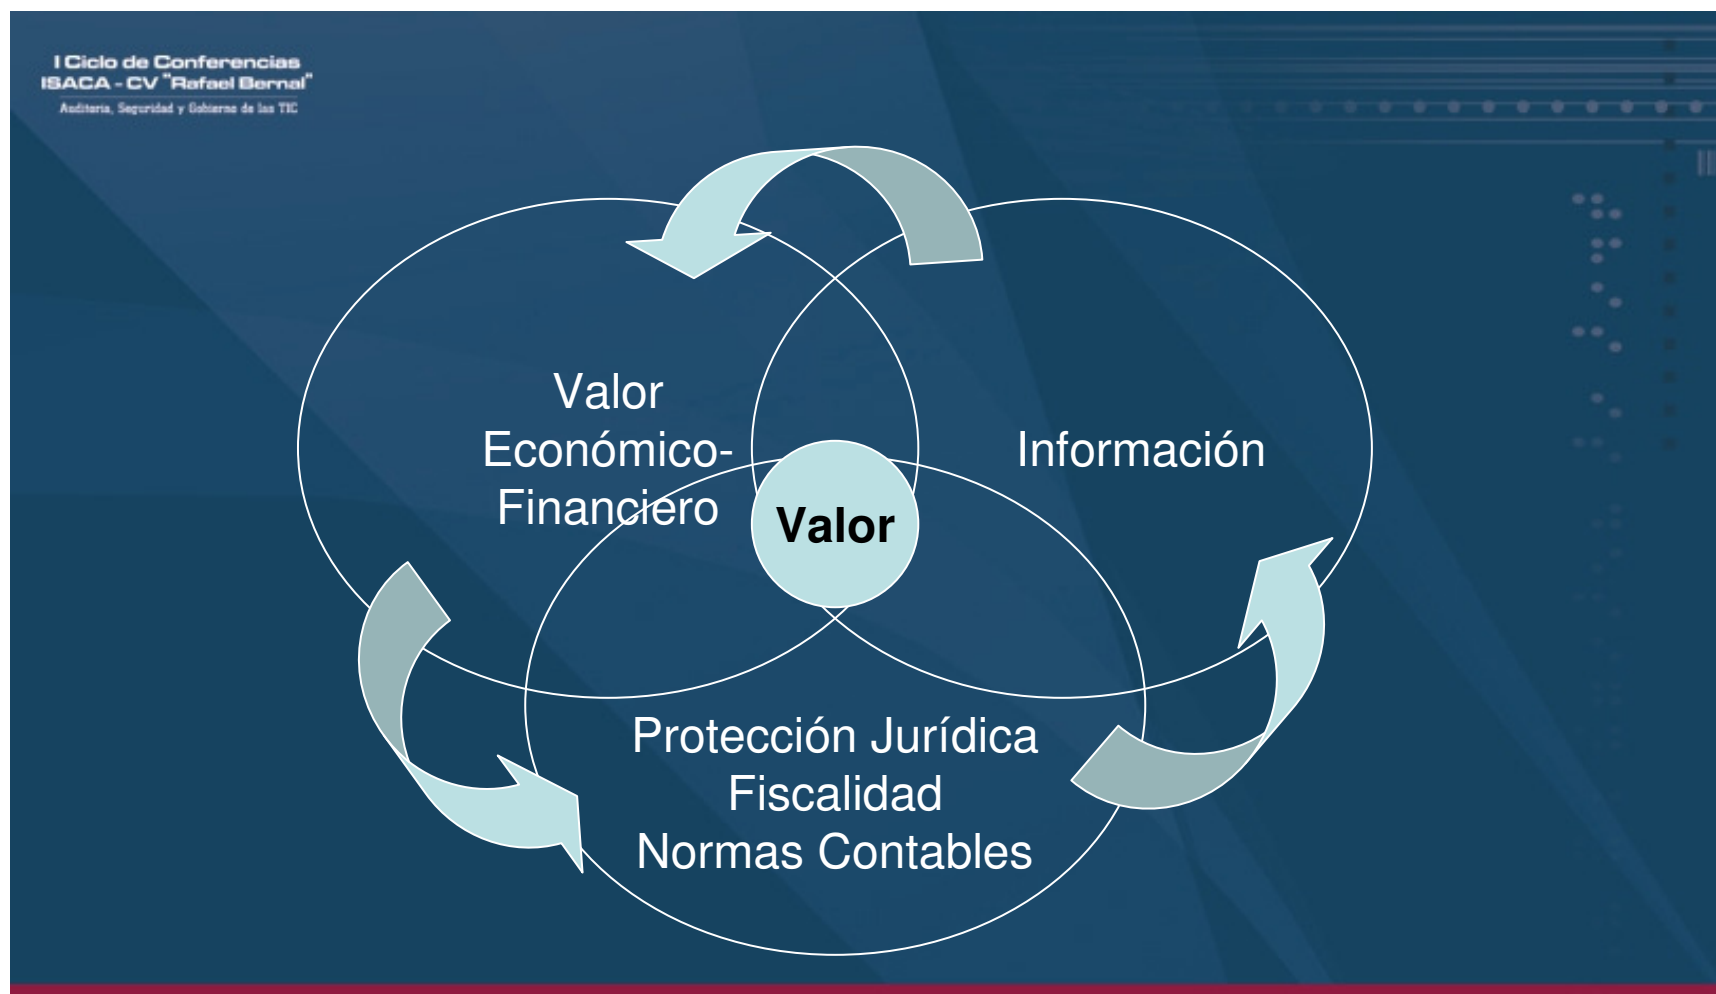 I Ciclo de Conferencias
ISACA - CV "Rafael Bernal"
Auditoria, Seguridad y Gobierno de las TIC
Valor
Económico-
Financiero
Información
Valor
Protección Jurídica
Fiscalidad
Normas Contables